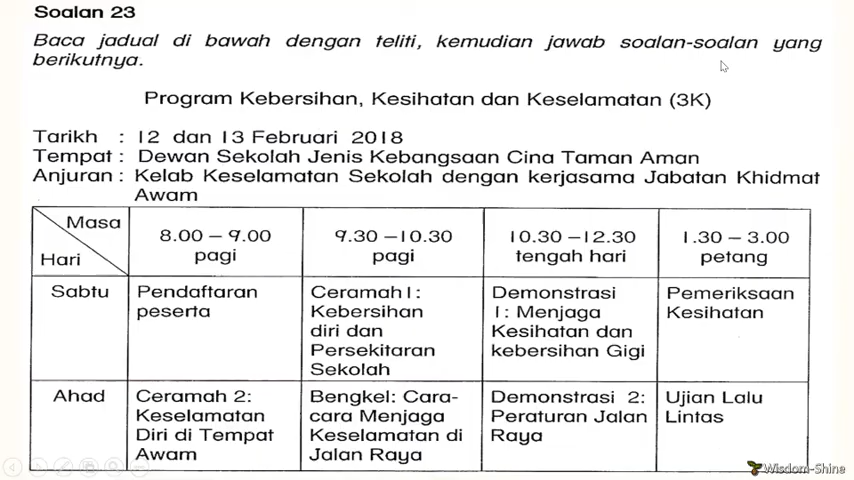 Soalan 23
Baca jadual di bawah dengan teliti, kemudian jawab soalan-soalan yang
berikutnya.
Program Kebersihan, Kesihatan dan Keselamatan (3K)
Tarikh : 12 dan 13 Februari 2018
Tempat : Dewan Sekolah Jenis Kebangsaan Cina Taman Aman
Anjuran : Kelab Keselamatan Sekolah dengan kerjasama Jabatan Khidmat
Awam
Masa
Hari
8.00 – 9.00
pagi
9.30 –10.30
pagi
10.30 –12.30
tengah hari
1.30 – 3.00
petang
Sabtu
Pendaftaran
peserta
Ceramah 1:
Kebersihan
diri dan
Persekitaran
Sekolah
Demonstrasi
1: Menjaga
Kesihatan dan
kebersihan Gigi
Pemeriksaan
Kesihatan
Ahad
Ceramah 2:
Keselamatan
Diri di Tempat
Awam
Bengkel: Cara-
cara Menjaga
Keselamatan di
Jalan Raya
Demonstrasi 2:
Peraturan Jalan
Raya
Ujian Lalu
Lintas
Wisdom-Shine